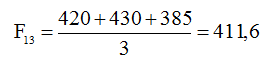 F₁₃ = (420+430+385)/3 = 411,6